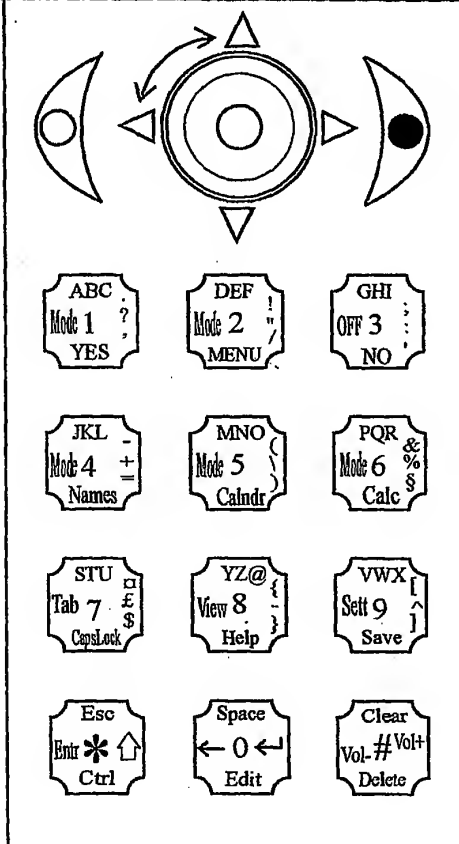 ABC .
Mode 1 ?
YES ,
DEF !
Mode 2 "
MENU /
GHI ;
OFF 3 :
NO '
JKL -
Mode 4 +
Names =
MNO (
Mode 5 \
Calndr )
PQR &
Mode 6 %
Calc §
STU ¤
Tab 7 £
CapsLock $
YZ@ {
View 8 -
Help }
VWX [
Sett 9 ^
Save ]
Esc
Entr * ⇧
Ctrl
Space
← 0 ↵
Edit
Clear
Vol- # Vol+
Delete